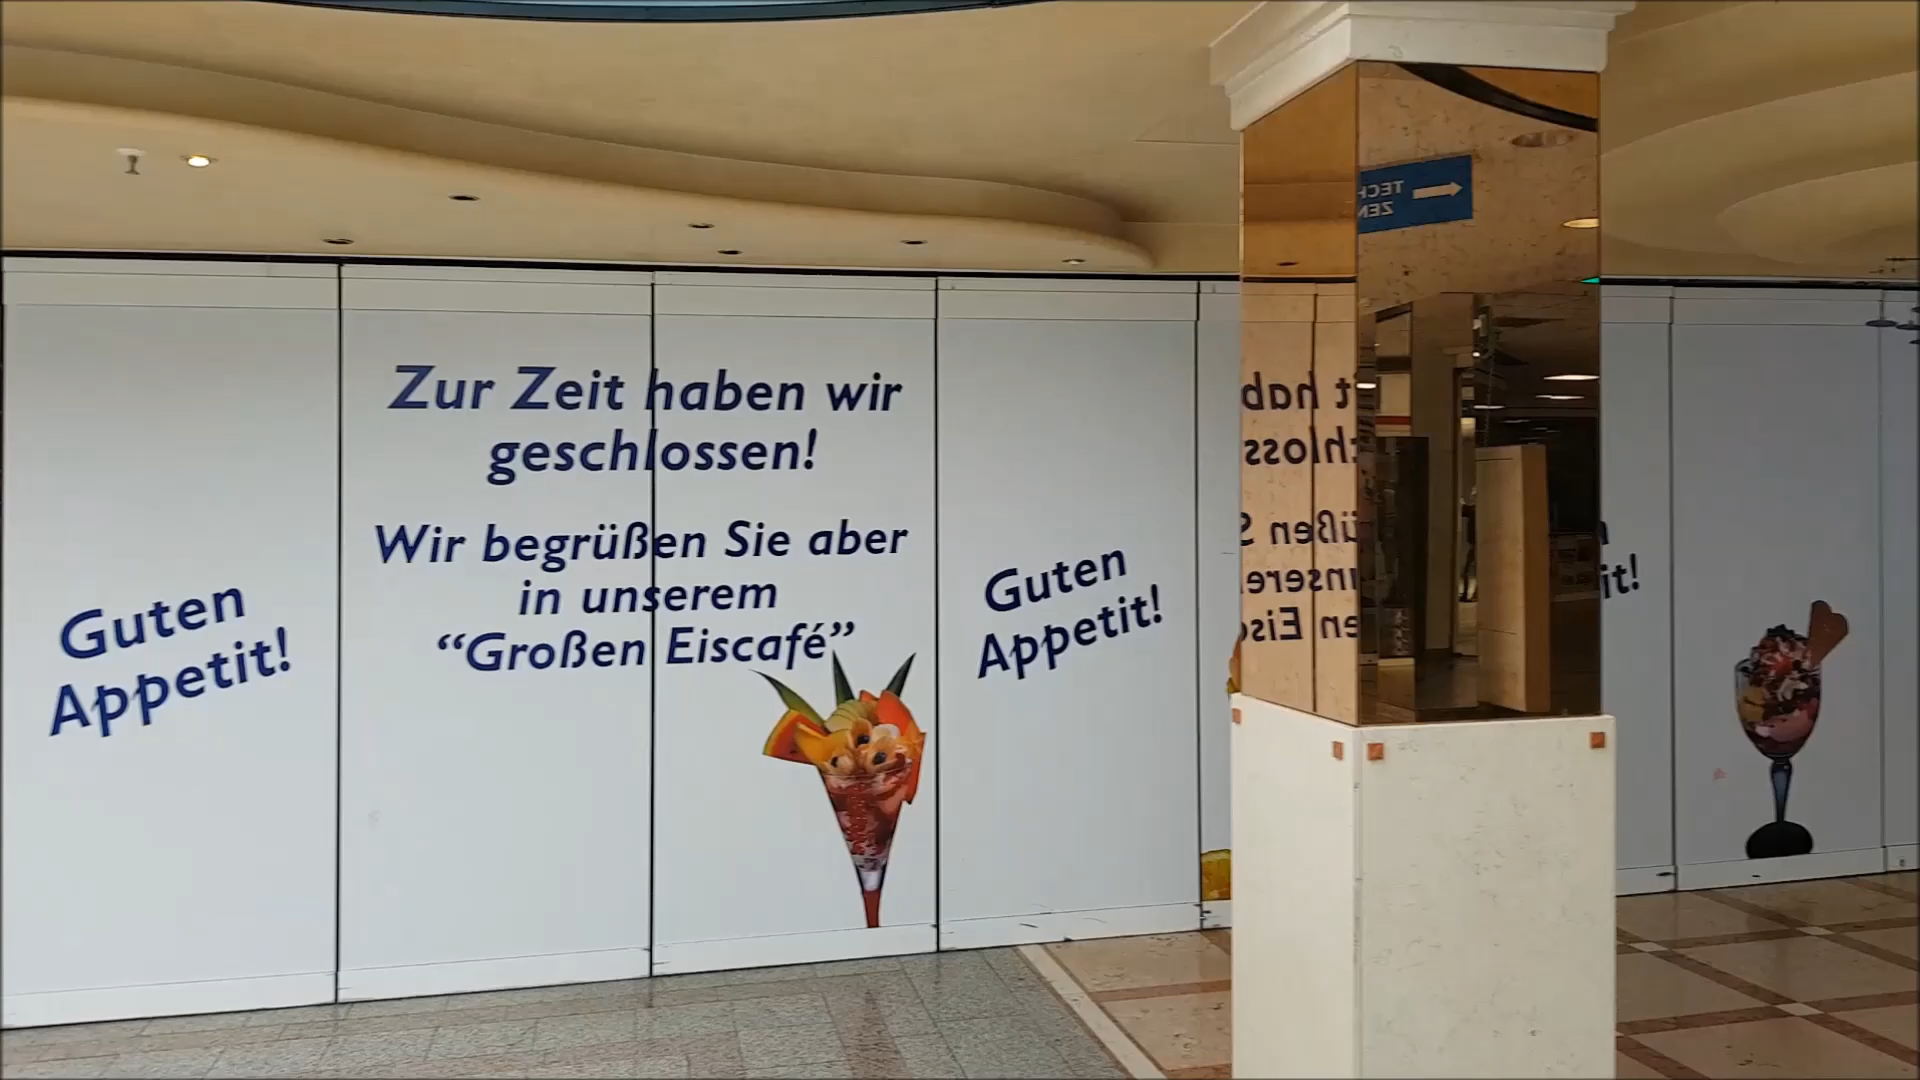 Zur Zeit haben wir
geschlossen!
Wir begrüßen Sie aber
in unserem
“Großen Eiscafé”
Guten
Appetit!
Guten
Appetit!